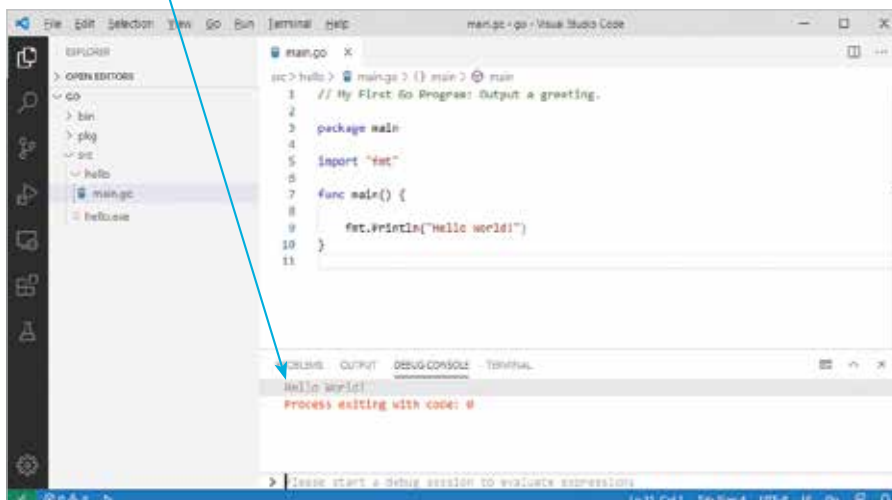 File Edit Selection View Go Run Terminal Help main.go - go - Visual Studio Code
EXPLORER
main.go
> OPEN EDITORS
src > hello > main.go > {} main > main
GO
1 // My First Go Program: Output a greeting.
> bin
2
> pkg
3 package main
src
4
5 import "fmt"
hello
6
main.go
7 func main() {
hello.exe
8
9 fmt.Println("Hello World!")
10 }
11
PROBLEMS OUTPUT DEBUG CONSOLE TERMINAL
Hello World!
Process exiting with code: 0
> Please start a debug session to evaluate expressions